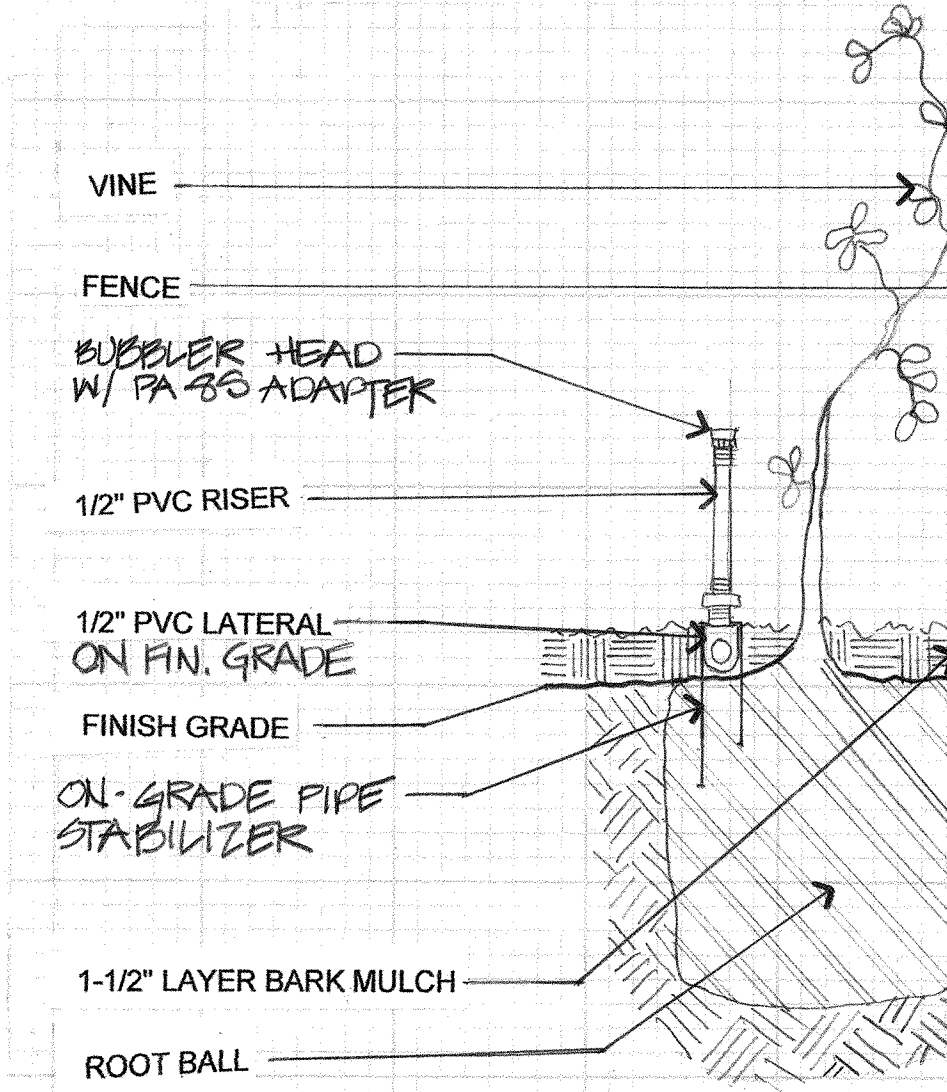 VINE
FENCE
BUBBLER HEAD
W/ PA 8S ADAPTER
1/2" PVC RISER
1/2" PVC LATERAL
ON FIN. GRADE
FINISH GRADE
ON-GRADE PIPE
STABILIZER
1-1/2" LAYER BARK MULCH
ROOT BALL